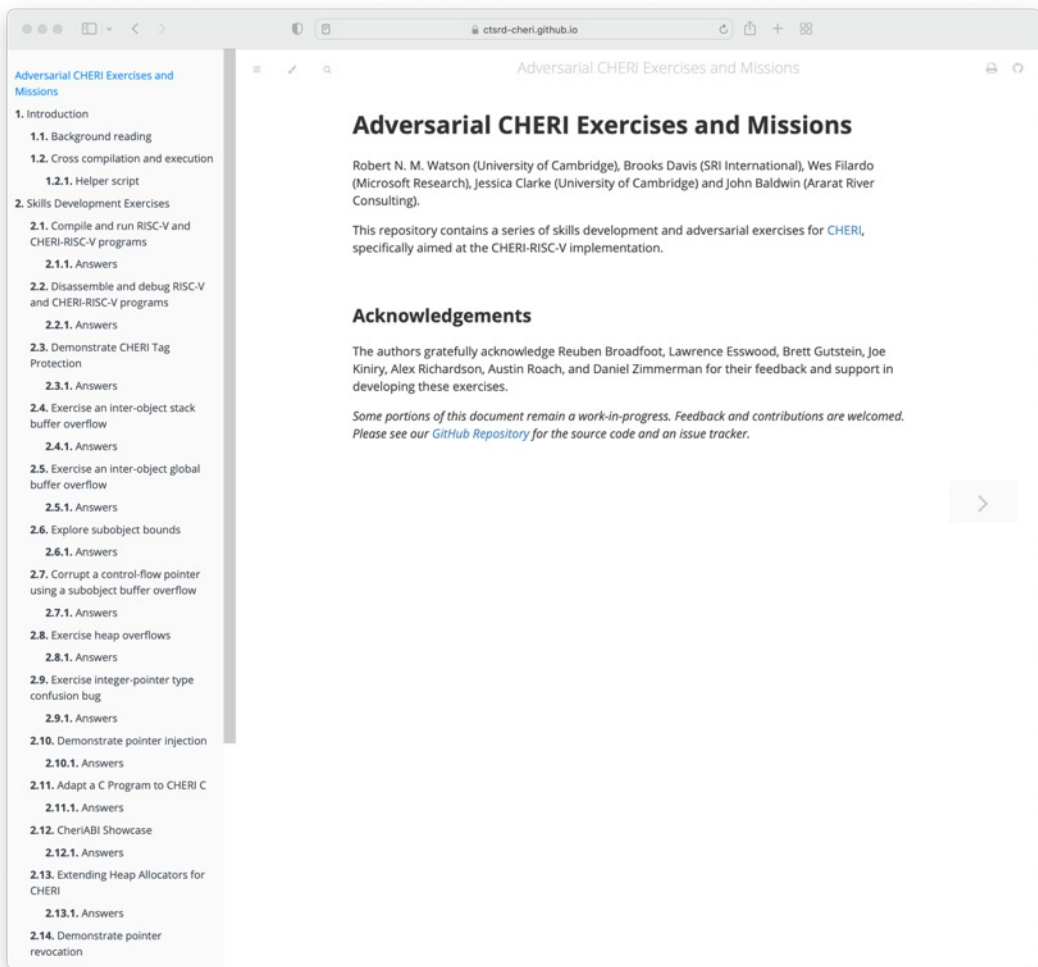 ctsrd-cheri.github.io
Adversarial CHERI Exercises and
Missions
1. Introduction
1.1. Background reading
1.2. Cross compilation and execution
1.2.1. Helper script
2. Skills Development Exercises
2.1. Compile and run RISC-V and
CHERI-RISC-V programs
2.1.1. Answers
2.2. Disassemble and debug RISC-V
and CHERI-RISC-V programs
2.2.1. Answers
2.3. Demonstrate CHERI Tag
Protection
2.3.1. Answers
2.4. Exercise an inter-object stack
buffer overflow
2.4.1. Answers
2.5. Exercise an inter-object global
buffer overflow
2.5.1. Answers
2.6. Explore subobject bounds
2.6.1. Answers
2.7. Corrupt a control-flow pointer
using a subobject buffer overflow
2.7.1. Answers
2.8. Exercise heap overflows
2.8.1. Answers
2.9. Exercise integer-pointer type
confusion bug
2.9.1. Answers
2.10. Demonstrate pointer injection
2.10.1. Answers
2.11. Adapt a C Program to CHERI C
2.11.1. Answers
2.12. CheriABI Showcase
2.12.1. Answers
2.13. Extending Heap Allocators for
CHERI
2.13.1. Answers
2.14. Demonstrate pointer
revocation
Adversarial CHERI Exercises and Missions
Adversarial CHERI Exercises and Missions
Robert N. M. Watson (University of Cambridge), Brooks Davis (SRI International), Wes Filardo
(Microsoft Research), Jessica Clarke (University of Cambridge) and John Baldwin (Ararat River
Consulting).
This repository contains a series of skills development and adversarial exercises for CHERI,
specifically aimed at the CHERI-RISC-V implementation.
Acknowledgements
The authors gratefully acknowledge Reuben Broadfoot, Lawrence Esswood, Brett Gutstein, Joe
Kiniry, Alex Richardson, Austin Roach, and Daniel Zimmerman for their feedback and support in
developing these exercises.
Some portions of this document remain a work-in-progress. Feedback and contributions are welcomed.
Please see our GitHub Repository for the source code and an issue tracker.